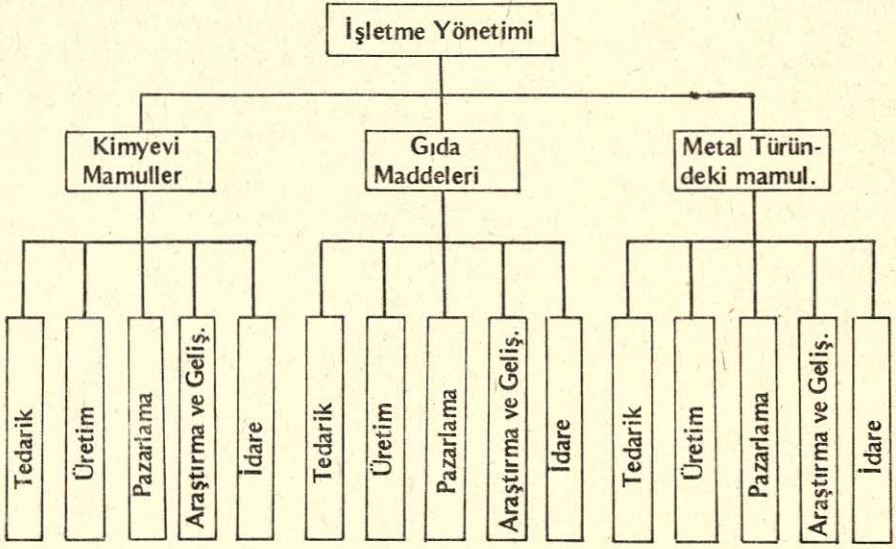 İşletme Yönetimi
Kimyevi
Mamuller
Gıda
Maddeleri
Metal Türün-
deki mamul.
Tedarik
Üretim
Pazarlama
Araştırma ve Geliş.
İdare
Tedarik
Üretim
Pazarlama
Araştırma ve Geliş.
İdare
Tedarik
Üretim
Pazarlama
Araştırma ve Geliş.
İdare